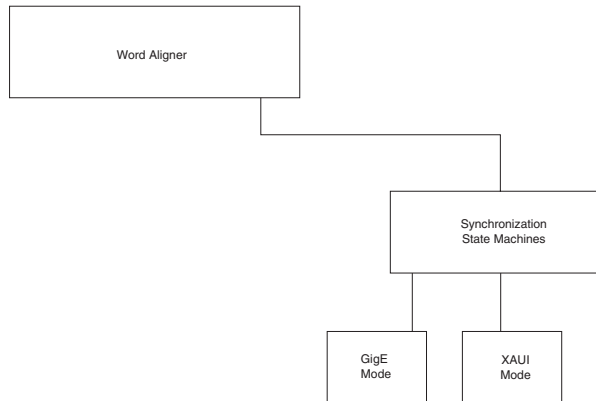 Word Aligner
Synchronization
State Machines
GigE
Mode
XAUI
Mode